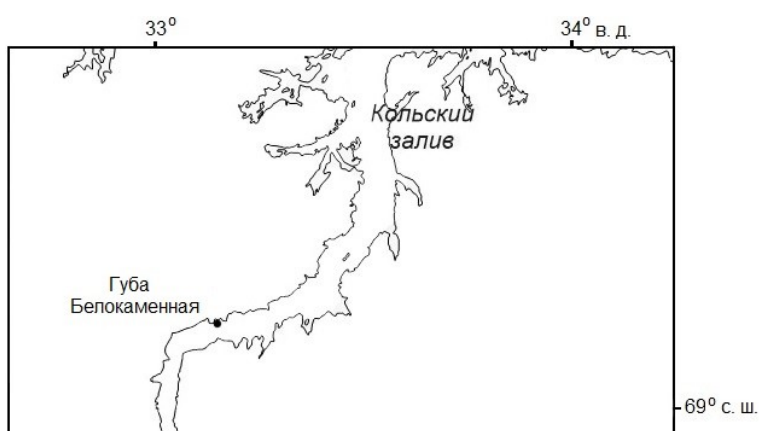 33° 34° в. д.
Кольский
залив
Губа
Белокаменная
69° с. ш.